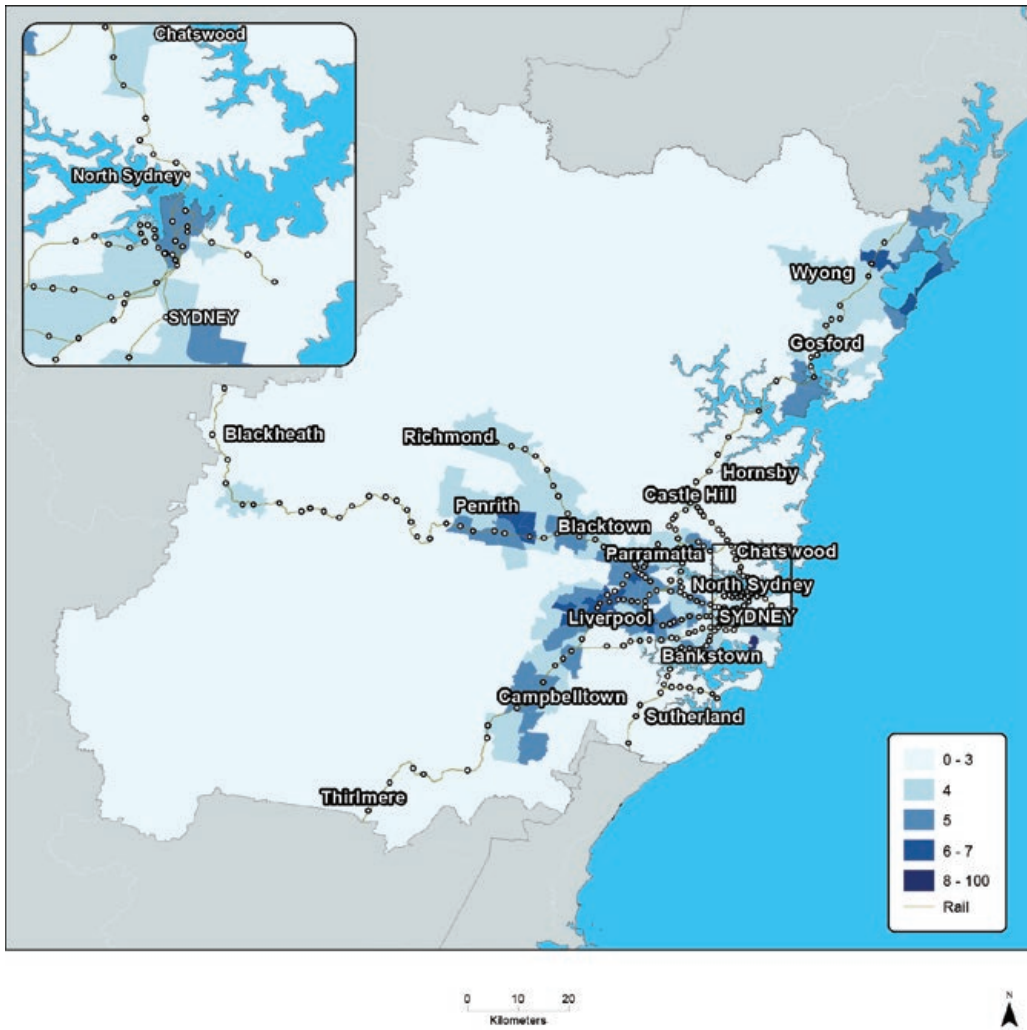 Chatswood
North Sydney
SYDNEY
Wyong
Gosford
Blackheath
Richmond
Hornsby
Castle Hill
Penrith
Blacktown
Parramatta
Chatswood
North Sydney
Liverpool
SYDNEY
Bankstown
Campbelltown
Sutherland
Thirlmere
0 - 3
4
5
6 - 7
8 - 100
Rail
0 10 20
Kilometers
N